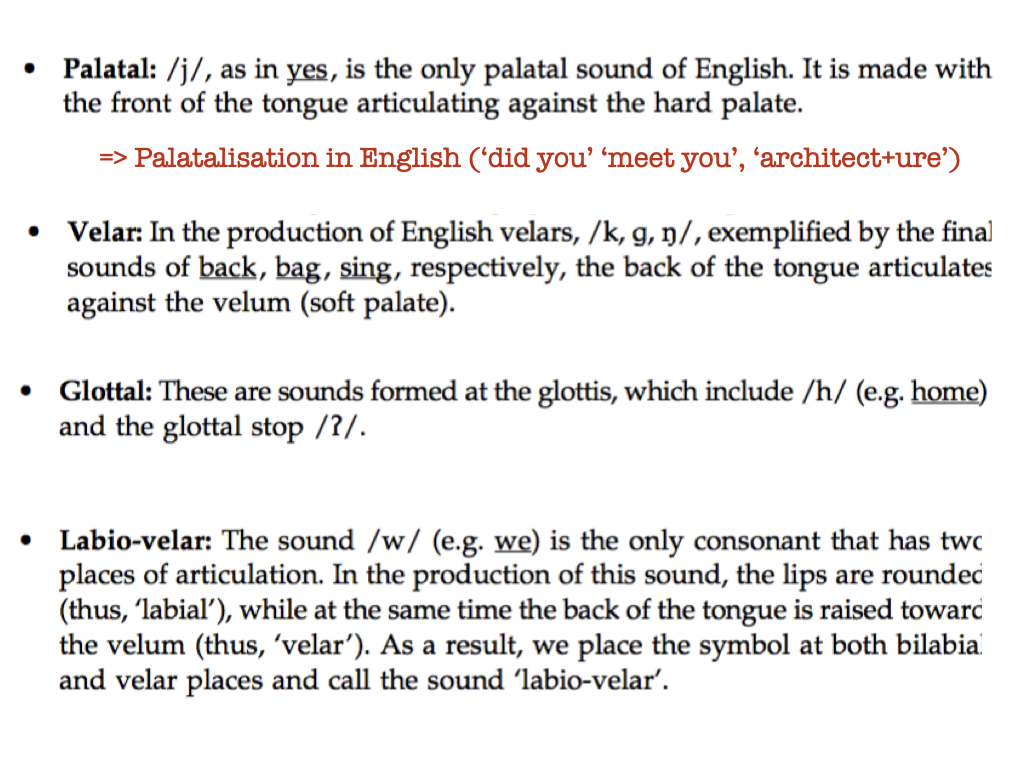 • Palatal: /j/, as in yes, is the only palatal sound of English. It is made with
the front of the tongue articulating against the hard palate.
=> Palatalisation in English (‘did you’ ‘meet you’, ‘architect+ure’)
• Velar: In the production of English velars, /k, g, ŋ/, exemplified by the final
sounds of back, bag, sing, respectively, the back of the tongue articulates
against the velum (soft palate).
• Glottal: These are sounds formed at the glottis, which include /h/ (e.g. home)
and the glottal stop /ʔ/.
• Labio-velar: The sound /w/ (e.g. we) is the only consonant that has two
places of articulation. In the production of this sound, the lips are rounded
(thus, ‘labial’), while at the same time the back of the tongue is raised toward
the velum (thus, ‘velar’). As a result, we place the symbol at both bilabial
and velar places and call the sound ‘labio-velar’.